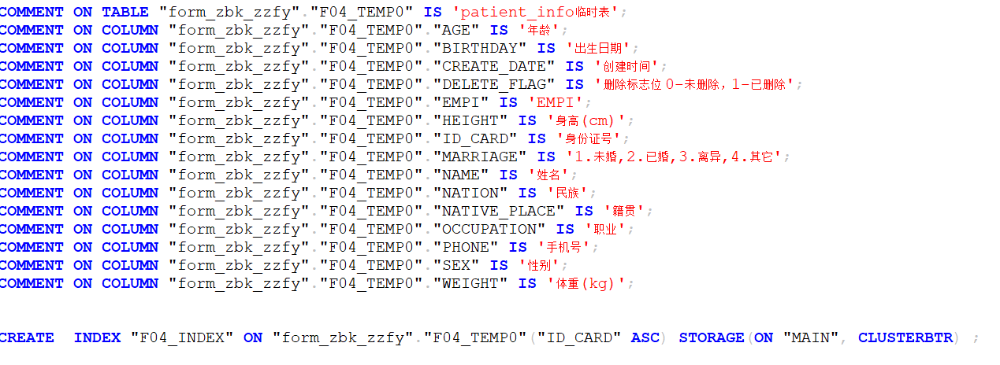 COMMENT ON TABLE "form_zbk_zzfy"."F04_TEMP0" IS 'patient_info临时表';
COMMENT ON COLUMN "form_zbk_zzfy"."F04_TEMP0"."AGE" IS '年龄';
COMMENT ON COLUMN "form_zbk_zzfy"."F04_TEMP0"."BIRTHDAY" IS '出生日期';
COMMENT ON COLUMN "form_zbk_zzfy"."F04_TEMP0"."CREATE_DATE" IS '创建时间';
COMMENT ON COLUMN "form_zbk_zzfy"."F04_TEMP0"."DELETE_FLAG" IS '删除标志位 0-未删除，1-已删除';
COMMENT ON COLUMN "form_zbk_zzfy"."F04_TEMP0"."EMPI" IS 'EMPI';
COMMENT ON COLUMN "form_zbk_zzfy"."F04_TEMP0"."HEIGHT" IS '身高(cm)';
COMMENT ON COLUMN "form_zbk_zzfy"."F04_TEMP0"."ID_CARD" IS '身份证号';
COMMENT ON COLUMN "form_zbk_zzfy"."F04_TEMP0"."MARRIAGE" IS '1.未婚,2.已婚,3.离异,4.其它';
COMMENT ON COLUMN "form_zbk_zzfy"."F04_TEMP0"."NAME" IS '姓名';
COMMENT ON COLUMN "form_zbk_zzfy"."F04_TEMP0"."NATION" IS '民族';
COMMENT ON COLUMN "form_zbk_zzfy"."F04_TEMP0"."NATIVE_PLACE" IS '籍贯';
COMMENT ON COLUMN "form_zbk_zzfy"."F04_TEMP0"."OCCUPATION" IS '职业';
COMMENT ON COLUMN "form_zbk_zzfy"."F04_TEMP0"."PHONE" IS '手机号';
COMMENT ON COLUMN "form_zbk_zzfy"."F04_TEMP0"."SEX" IS '性别';
COMMENT ON COLUMN "form_zbk_zzfy"."F04_TEMP0"."WEIGHT" IS '体重(kg)';
CREATE  INDEX "F04_INDEX" ON "form_zbk_zzfy"."F04_TEMP0"("ID_CARD" ASC) STORAGE(ON "MAIN", CLUSTERBTR) ;